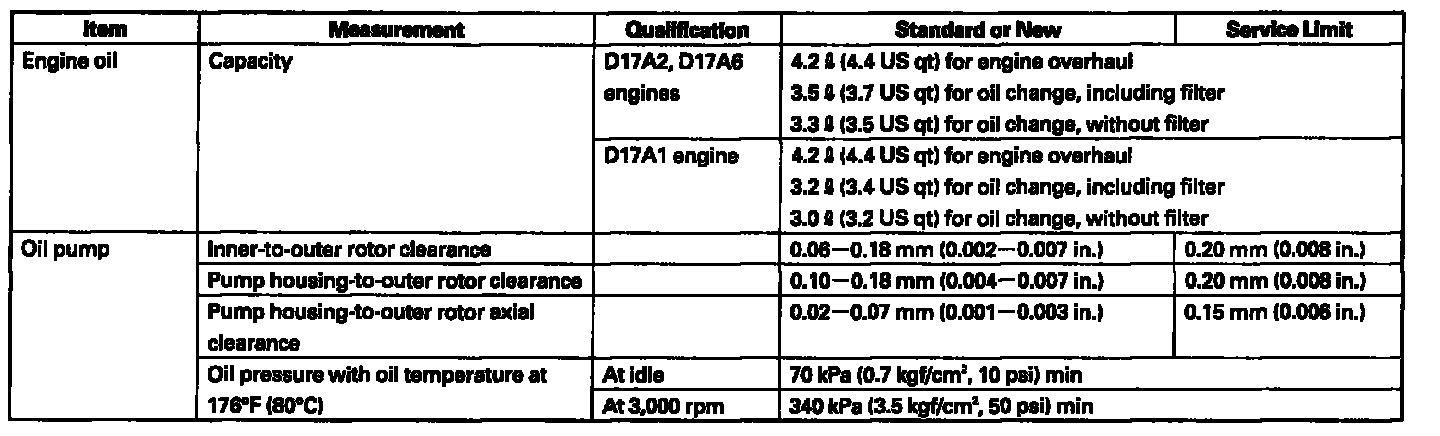 Item Measurement Qualification Standard or New Service Limit
Engine oil Capacity D17A2, D17A6 4.2 ℓ (4.4 US qt) for engine overhaul
engines 3.5 ℓ (3.7 US qt) for oil change, including filter
3.3 ℓ (3.5 US qt) for oil change, without filter
D17A1 engine 4.2 ℓ (4.4 US qt) for engine overhaul
3.2 ℓ (3.4 US qt) for oil change, including filter
3.0 ℓ (3.2 US qt) for oil change, without filter
Oil pump Inner-to-outer rotor clearance 0.06—0.18 mm (0.002—0.007 in.) 0.20 mm (0.008 in.)
Pump housing-to-outer rotor clearance 0.10—0.18 mm (0.004—0.007 in.) 0.20 mm (0.008 in.)
Pump housing-to-outer rotor axial 0.02—0.07 mm (0.001—0.003 in.) 0.15 mm (0.006 in.)
clearance
Oil pressure with oil temperature at At idle 70 kPa (0.7 kgf/cm², 10 psi) min
176°F (80°C) At 3,000 rpm 340 kPa (3.5 kgf/cm², 50 psi) min